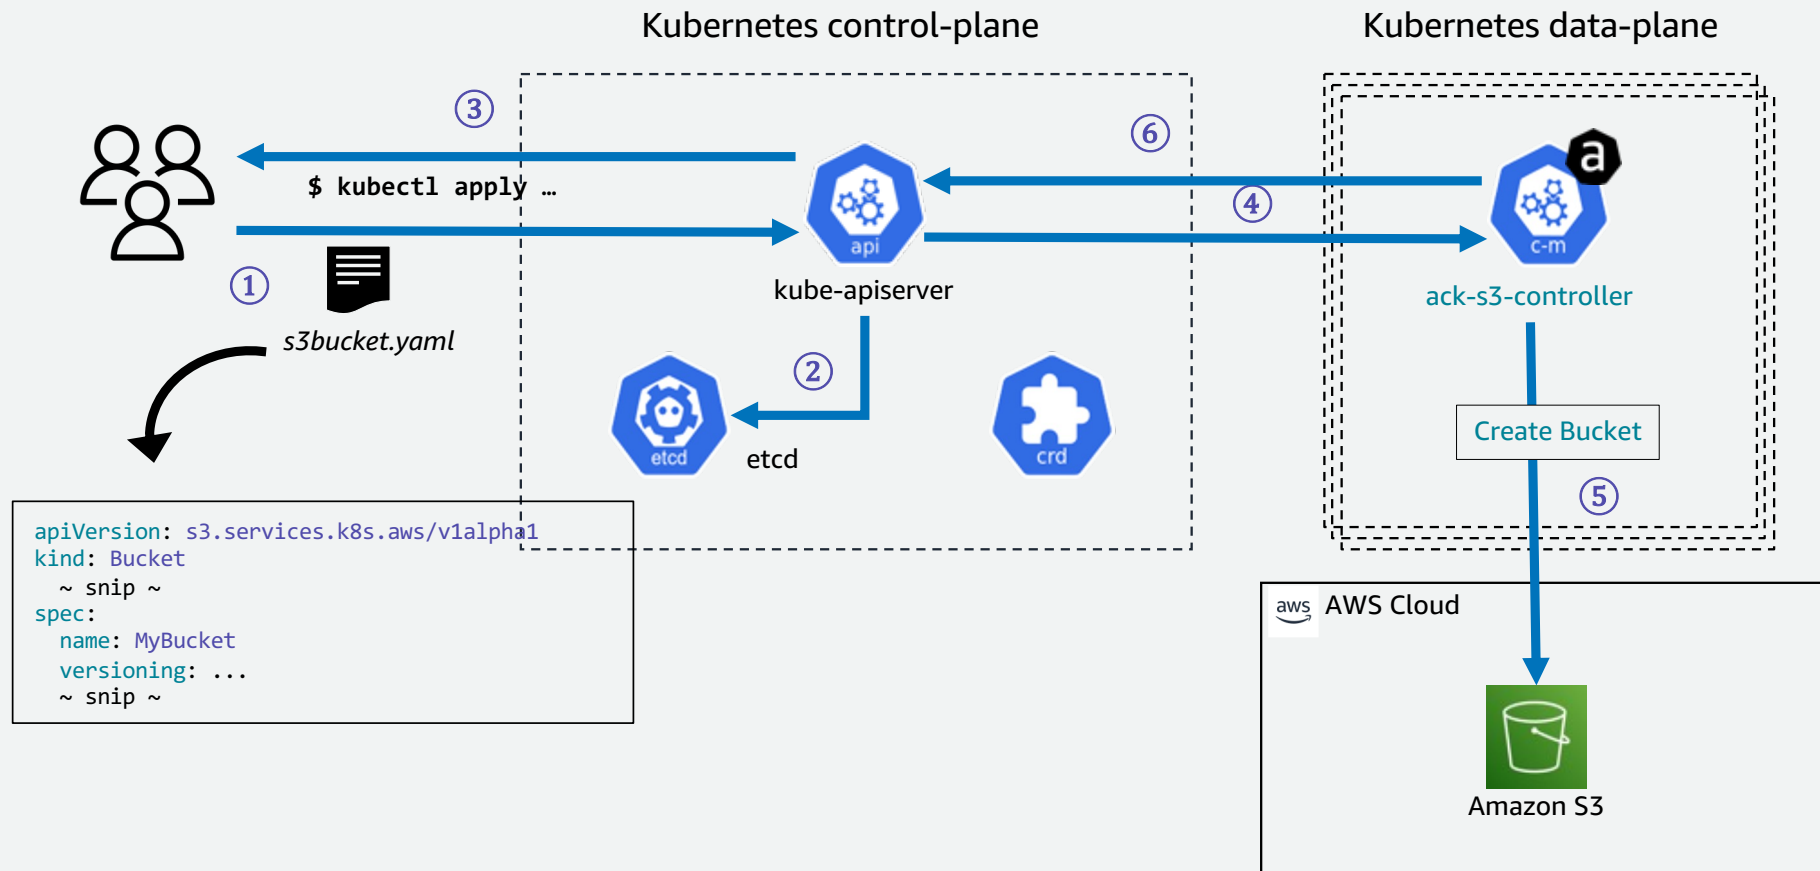 Kubernetes control-plane
Kubernetes data-plane
③
⑥
a
$ kubectl apply …
④
api
c-m
①
kube-apiserver
ack-s3-controller
s3bucket.yaml
②
etcd
etcd
crd
Create Bucket
⑤
apiVersion: s3.services.k8s.aws/v1alpha1
kind: Bucket
~ snip ~
spec:
name: MyBucket
versioning: ...
~ snip ~
aws
AWS Cloud
Amazon S3